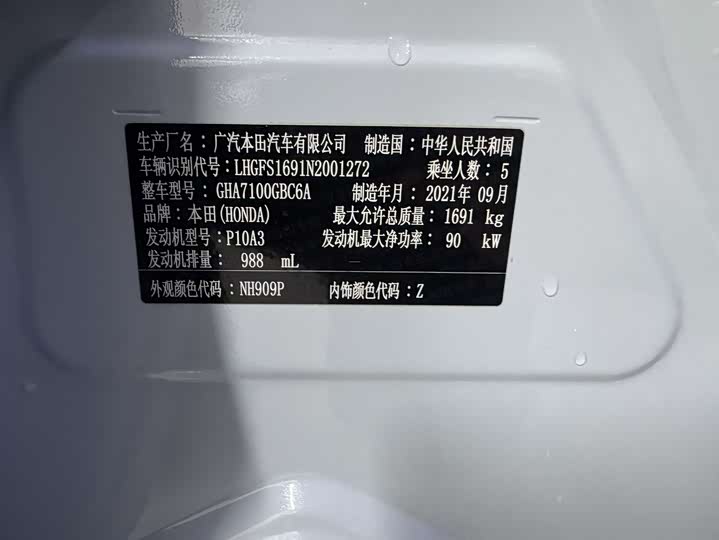 生产厂名：广汽本田汽车有限公司 制造国：中华人民共和国
车辆识别代号：LHGFS1691N2001272 乘坐人数：5
整车型号：GHA7100GBC6A 制造年月：2021年09月
品牌：本田(HONDA) 最大允许总质量：1691 kg
发动机型号：P10A3 发动机最大净功率：90 kW
发动机排量：988 mL
外观颜色代码：NH909P 内饰颜色代码：Z